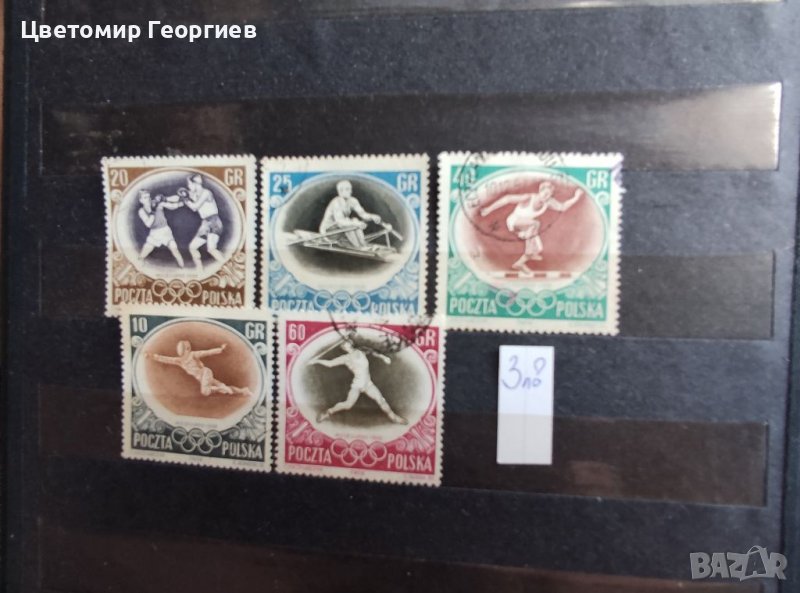 Цветомир Георгиев
20 GR
POCZTA POLSKA
25 GR
POCZTA POLSKA
GR
POCZTA POLSKA
10 GR
POCZTA POLSKA
60 GR
POCZTA POLSKA
3лв
BAZAR